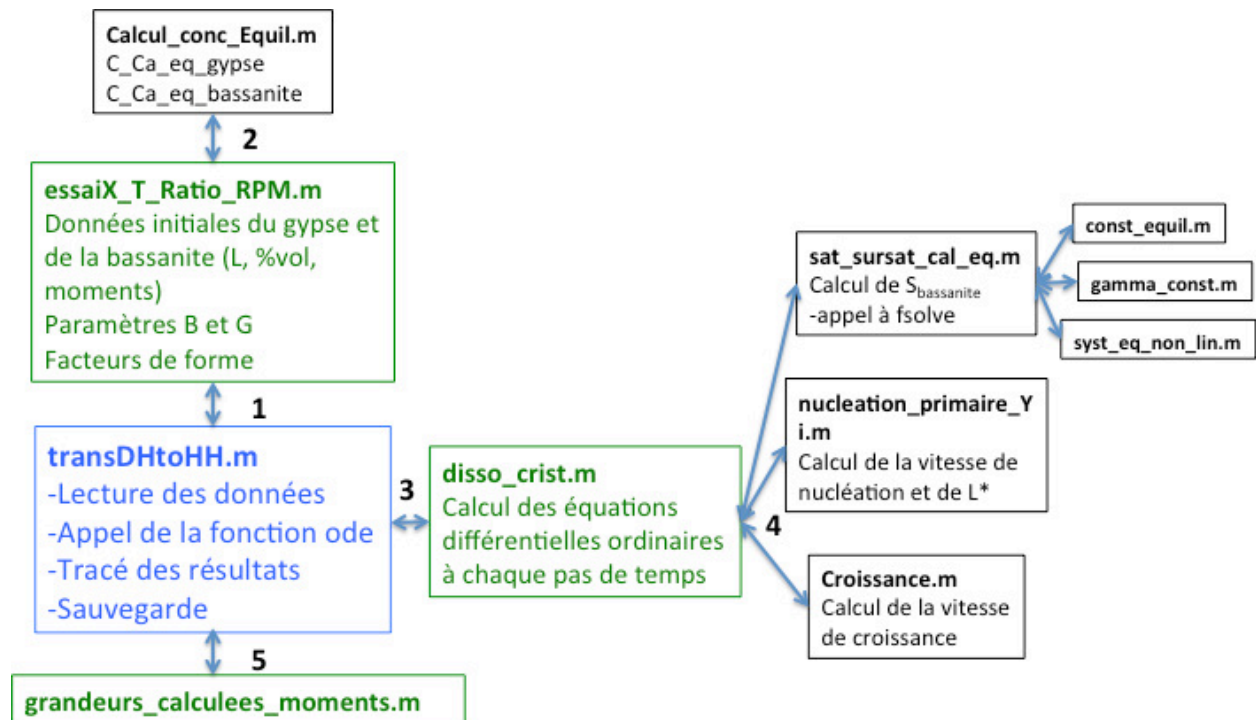 Calcul_conc_Equil.m
C_Ca_eq_gypse
C_Ca_eq_bassanite
2
essaiX_T_Ratio_RPM.m
Données initiales du gypse et
de la bassanite (L, %vol,
moments)
Paramètres B et G
Facteurs de forme
1
transDHtoHH.m
-Lecture des données
-Appel de la fonction ode
-Tracé des résultats
-Sauvegarde
3
disso_crist.m
Calcul des équations
différentielles ordinaires
à chaque pas de temps
4
sat_sursat_cal_eq.m
Calcul de Sbassanite
-appel à fsolve
const_equil.m
gamma_const.m
syst_eq_non_lin.m
nucleation_primaire_Y
i.m
Calcul de la vitesse de
nucléation et de L*
Croissance.m
Calcul de la vitesse
de croissance
5
grandeurs_calculees_moments.m